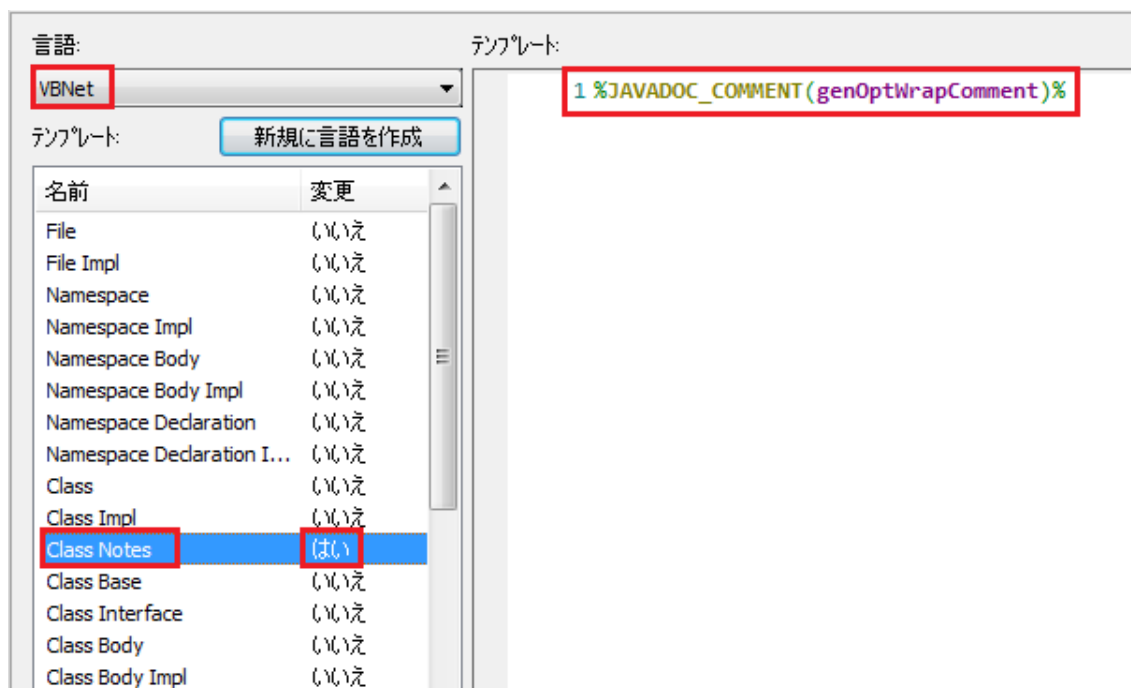 言語:
VBNet
テンプレート:
新規に言語を作成
名前 変更
File いいえ
File Impl いいえ
Namespace いいえ
Namespace Impl いいえ
Namespace Body いいえ
Namespace Body Impl いいえ
Namespace Declaration いいえ
Namespace Declaration I... いいえ
Class いいえ
Class Impl いいえ
Class Notes はい
Class Base いいえ
Class Interface いいえ
Class Body いいえ
Class Body Impl いいえ
テンプレート:
1 %JAVADOC_COMMENT(genOptWrapComment)%